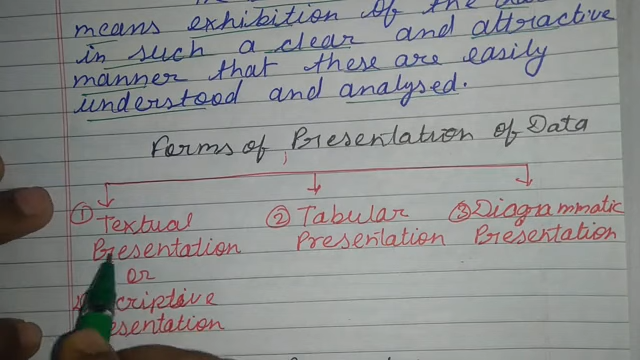 means exhibition of the
in such a clear and attractive
manner that these are easily
understood and analysed.
Forms of Presentation of Data
① Textual
Presentation
or
criptive
esentation
② Tabular
Presentation
③ Diagrammatic
Presentation